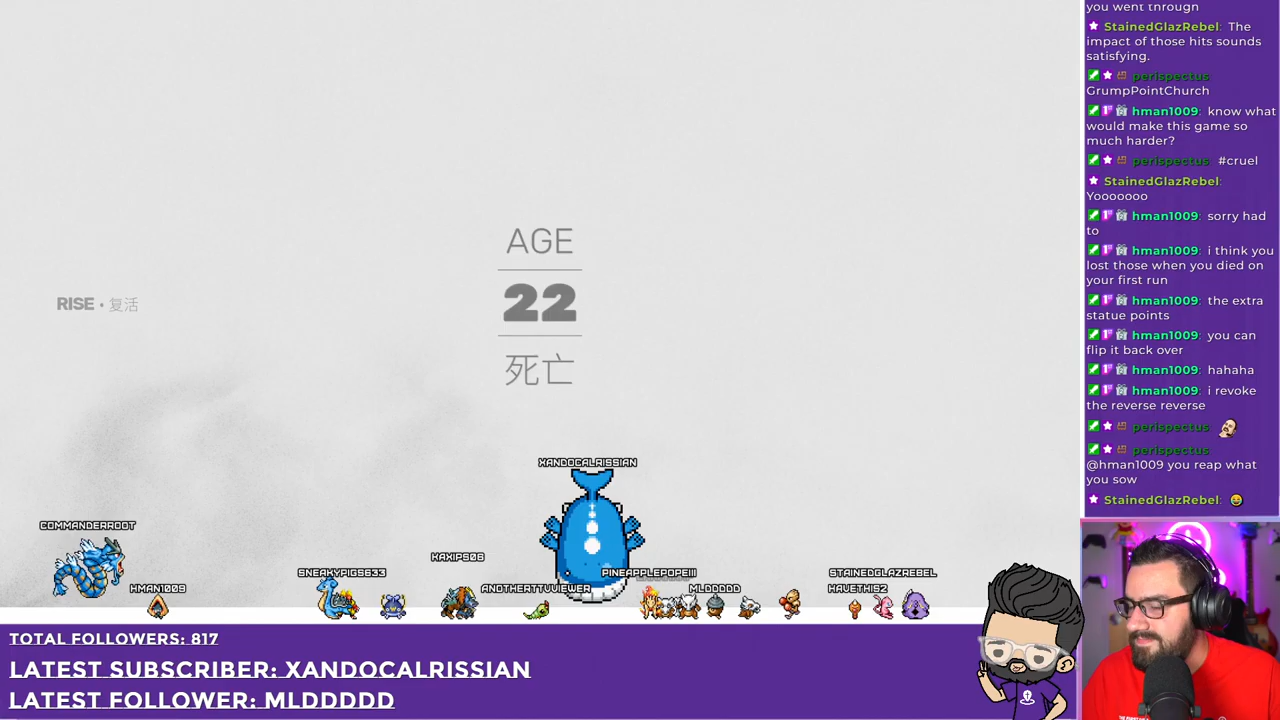 AGE
22
死亡
RISE • 复活
you went through
StainedGlazRebel: The
impact of those hits sounds
satisfying.
perispectus:
GrumpPointChurch
hman1009: know what
would make this game so
much harder?
perispectus: #cruel
StainedGlazRebel:
Yooooooo
hman1009: sorry had
to
hman1009: i think you
lost those when you died on
your first run
hman1009: the extra
statue points
hman1009: you can
flip it back over
hman1009: hahaha
hman1009: i revoke
the reverse reverse
perispectus:
perispectus:
@hman1009 you reap what
you sow
StainedGlazRebel:
XANDOCALRISSIAN
COMMANDERROOT
HMAN1009
SNEAKYPIGS633
KAXIPS08
ANOTHERTTVVIEWER
PINEAPPLEPOPEIII
MLDDDDD
STAINEDGLAZREBEL
HAVETHIS2
TOTAL FOLLOWERS: 817
LATEST SUBSCRIBER: XANDOCALRISSIAN
LATEST FOLLOWER: MLDDDDD